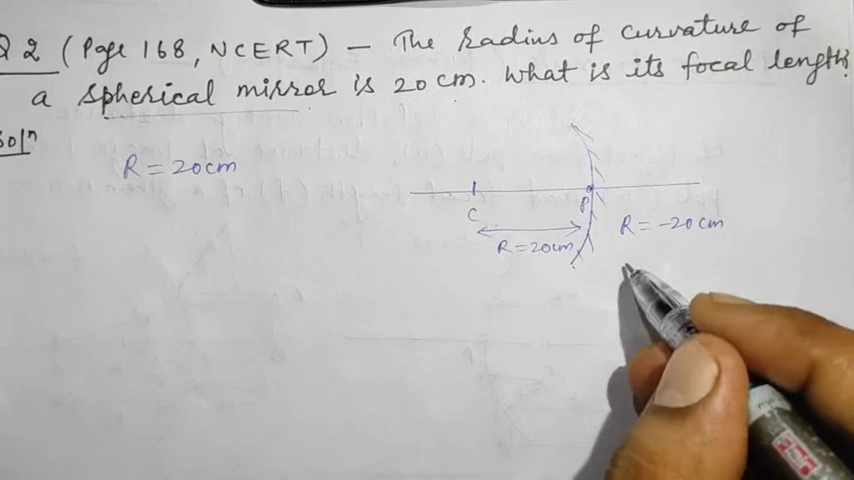 Q 2 (Page 168, NCERT) - The radius of curvature of
a spherical mirror is 20 cm. What is its focal length?
Solⁿ
R = 20cm
C
P
R = 20cm
R = -20 cm